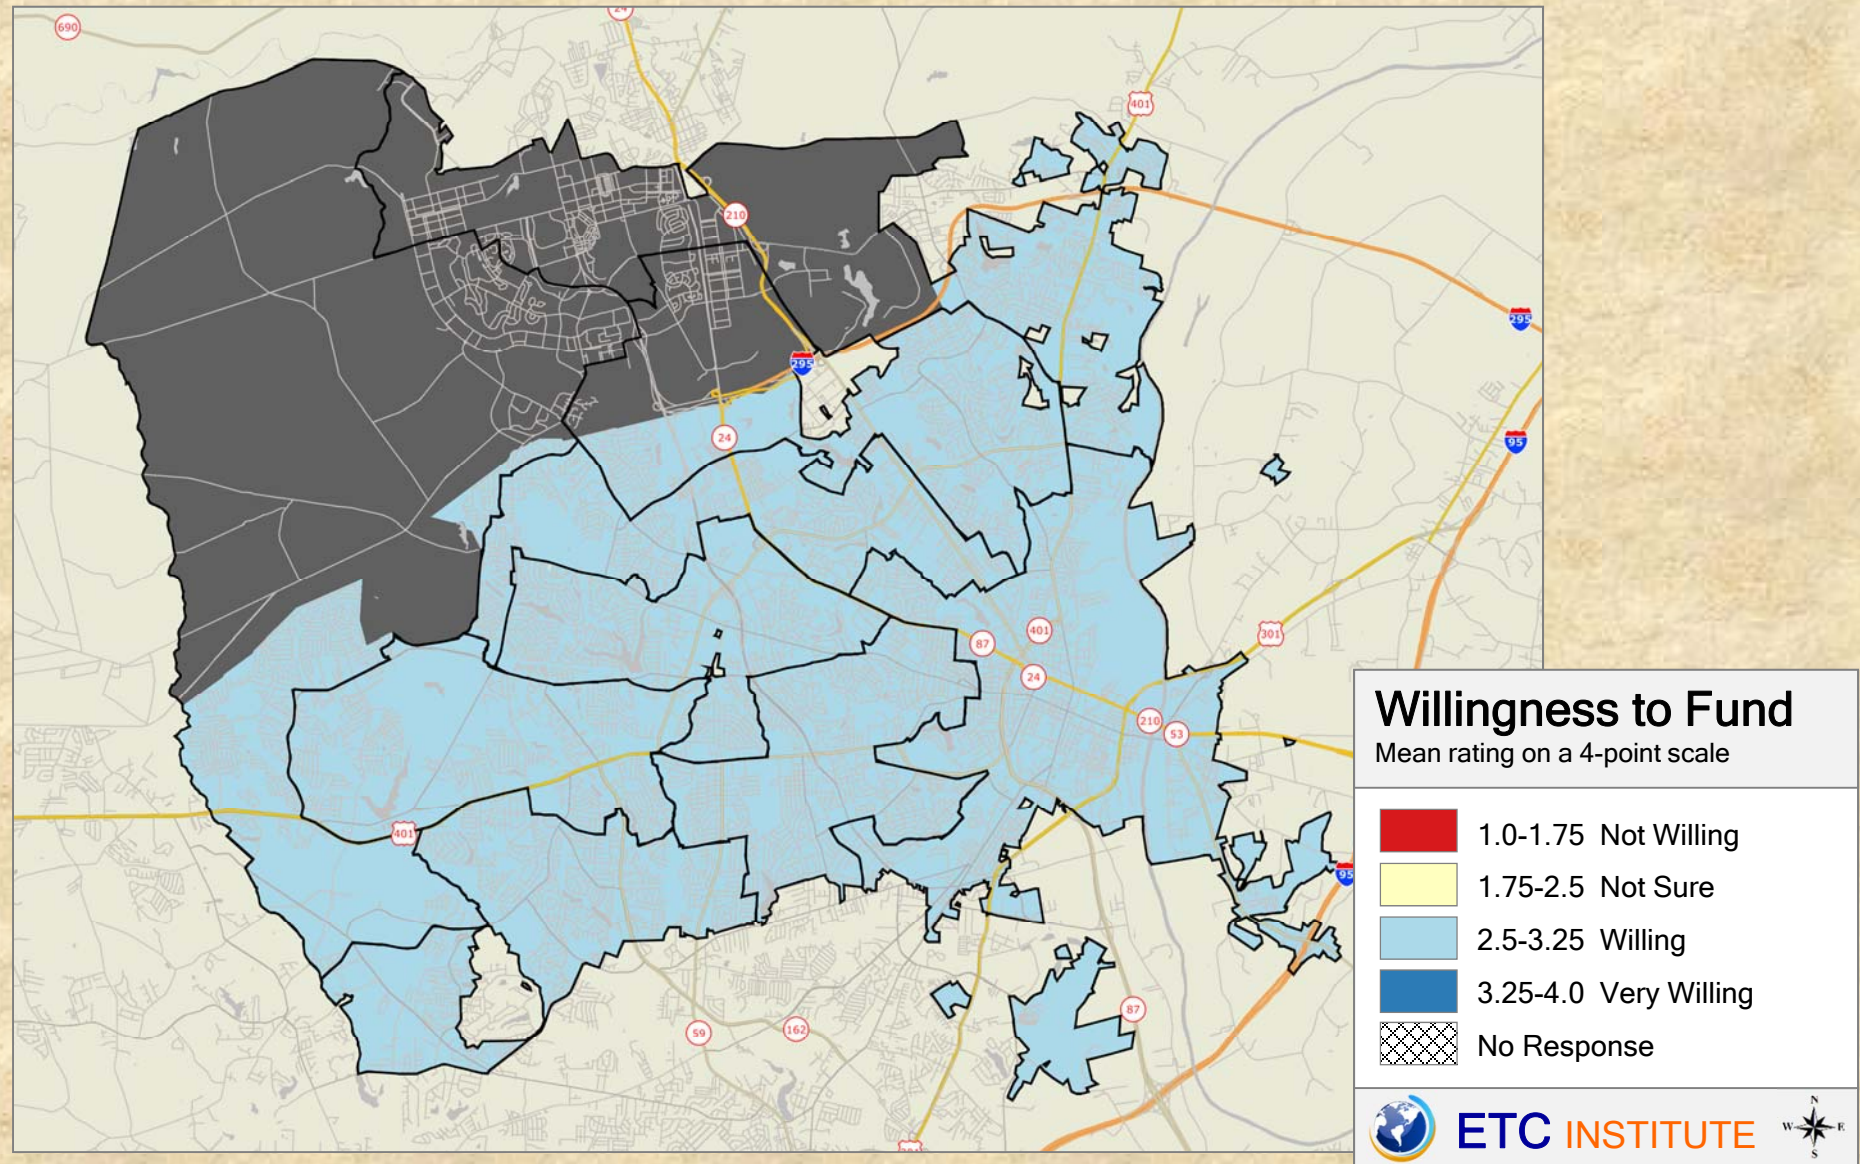 690
24
401
210
295
295
24
95
401
87
301
24
210
53
401
95
87
59
162
Willingness to Fund
Mean rating on a 4-point scale
1.0-1.75 Not Willing
1.75-2.5 Not Sure
2.5-3.25 Willing
3.25-4.0 Very Willing
No Response
ETC INSTITUTE
N
W E
S